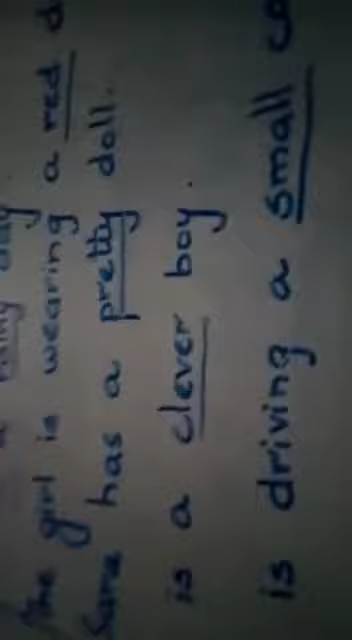 The girl is wearing a red
has a pretty doll.
is a clever boy.
is driving a small